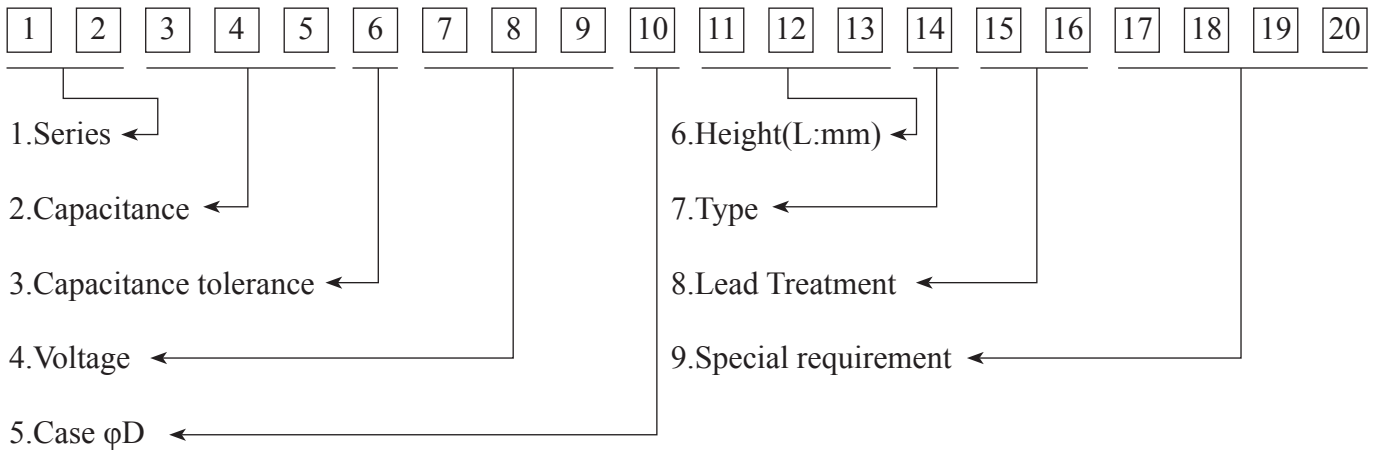 1 2 3 4 5 6 7 8 9 10 11 12 13 14 15 16 17 18 19 20
1.Series
6.Height(L:mm)
2.Capacitance
7.Type
3.Capacitance tolerance
8.Lead Treatment
4.Voltage
9.Special requirement
5.Case φD